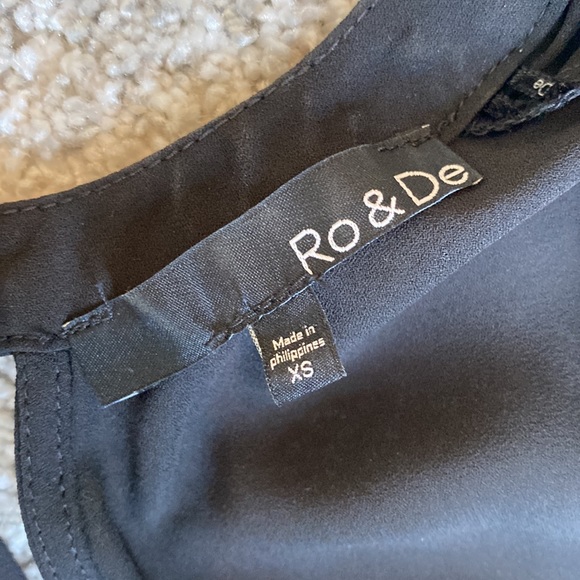 Ro & De
Made in
philippines
XS